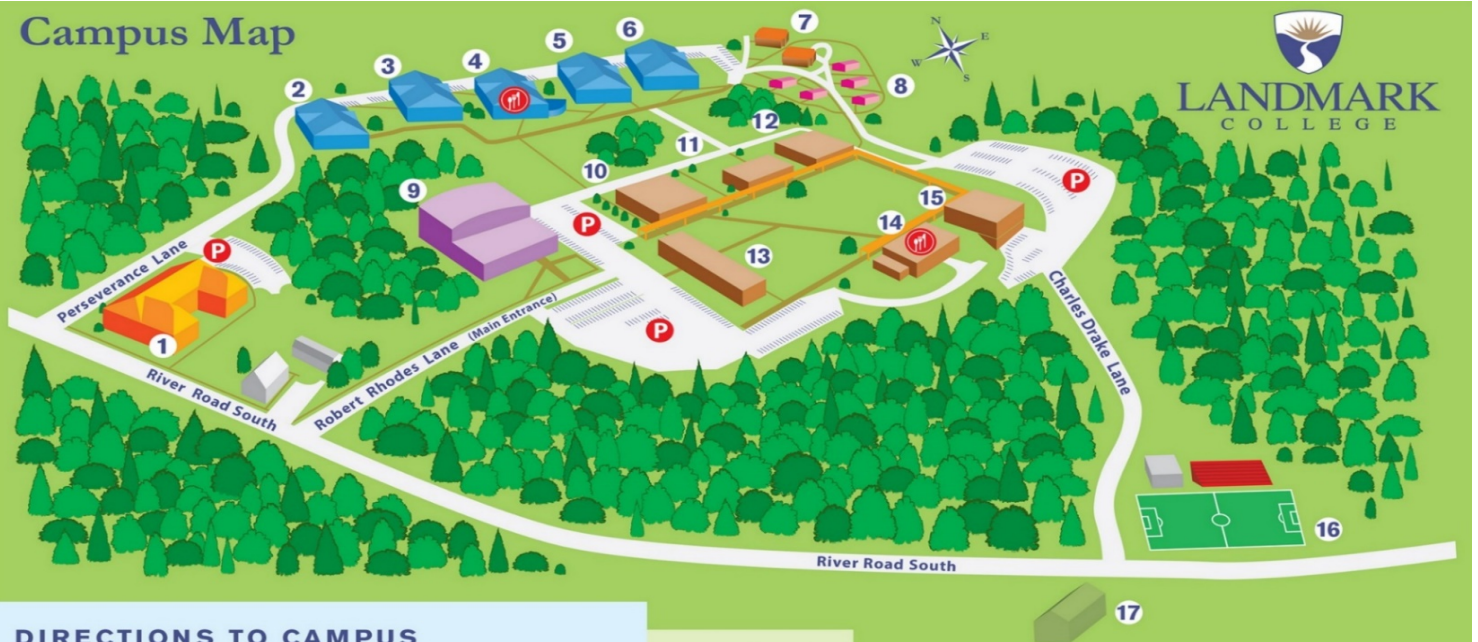 Campus Map
N
E
S
W
LANDMARK
COLLEGE
1
2
3
4
5
6
7
8
9
10
11
12
13
14
15
16
17
P
P
P
P
Perseverance Lane
River Road South
Robert Rhodes Lane (Main Entrance)
Charles Drake Lane
River Road South
DIRECTIONS TO CAMPUS